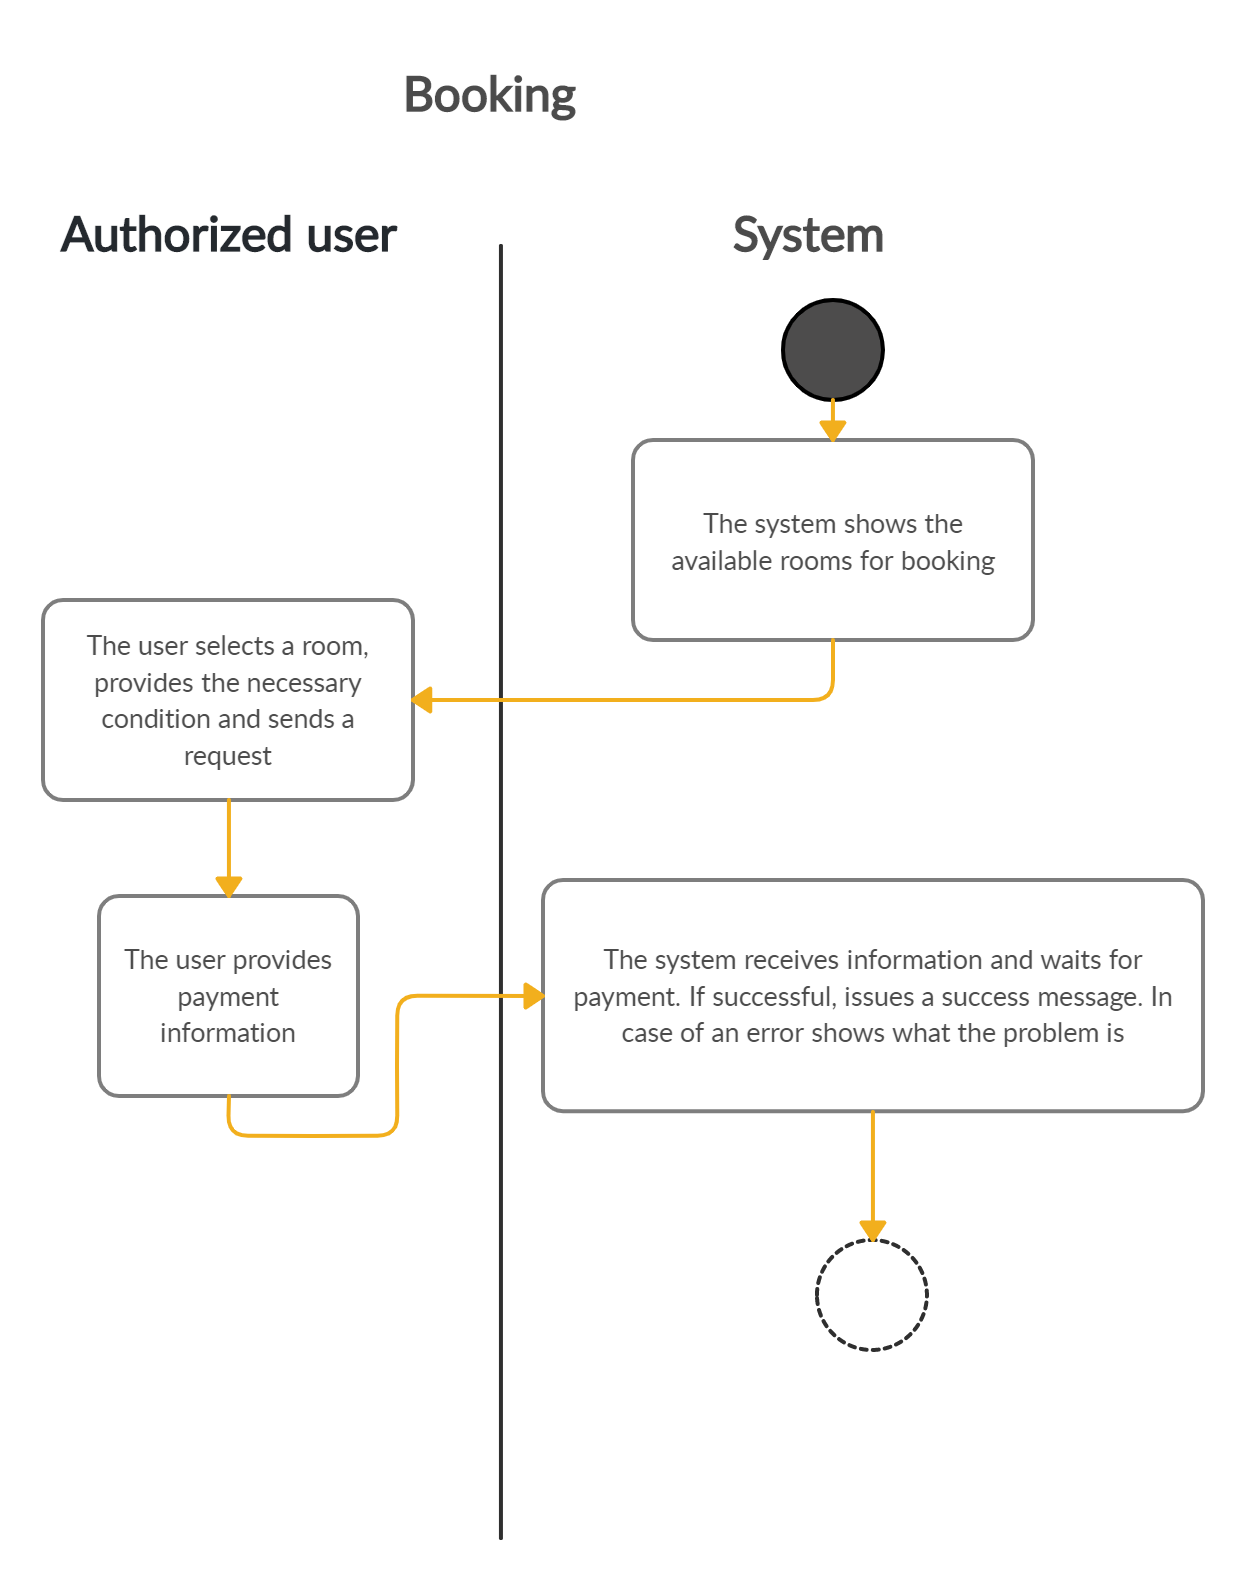 Booking
Authorized user
System
The system shows the
available rooms for booking
The user selects a room,
provides the necessary
condition and sends a
request
The user provides
payment
information
The system receives information and waits for
payment. If successful, issues a success message. In
case of an error shows what the problem is